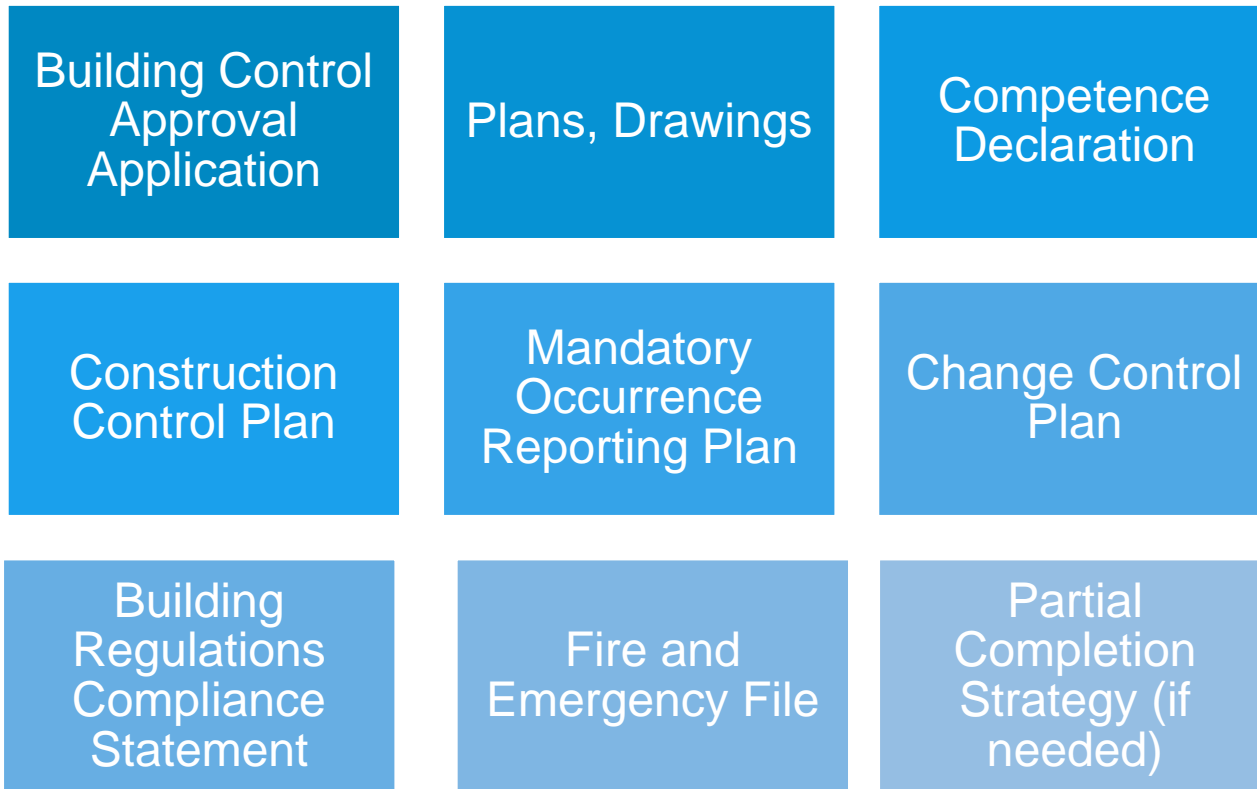 Building Control
Approval
Application
Plans, Drawings
Competence
Declaration
Construction
Control Plan
Mandatory
Occurrence
Reporting Plan
Change Control
Plan
Building
Regulations
Compliance
Statement
Fire and
Emergency File
Partial
Completion
Strategy (if
needed)